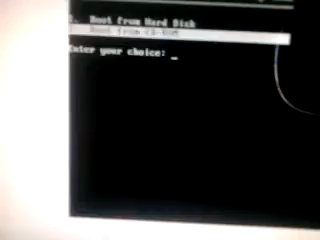 Boot from Hard Disk
Boot from CD-ROM
Enter your choice: _